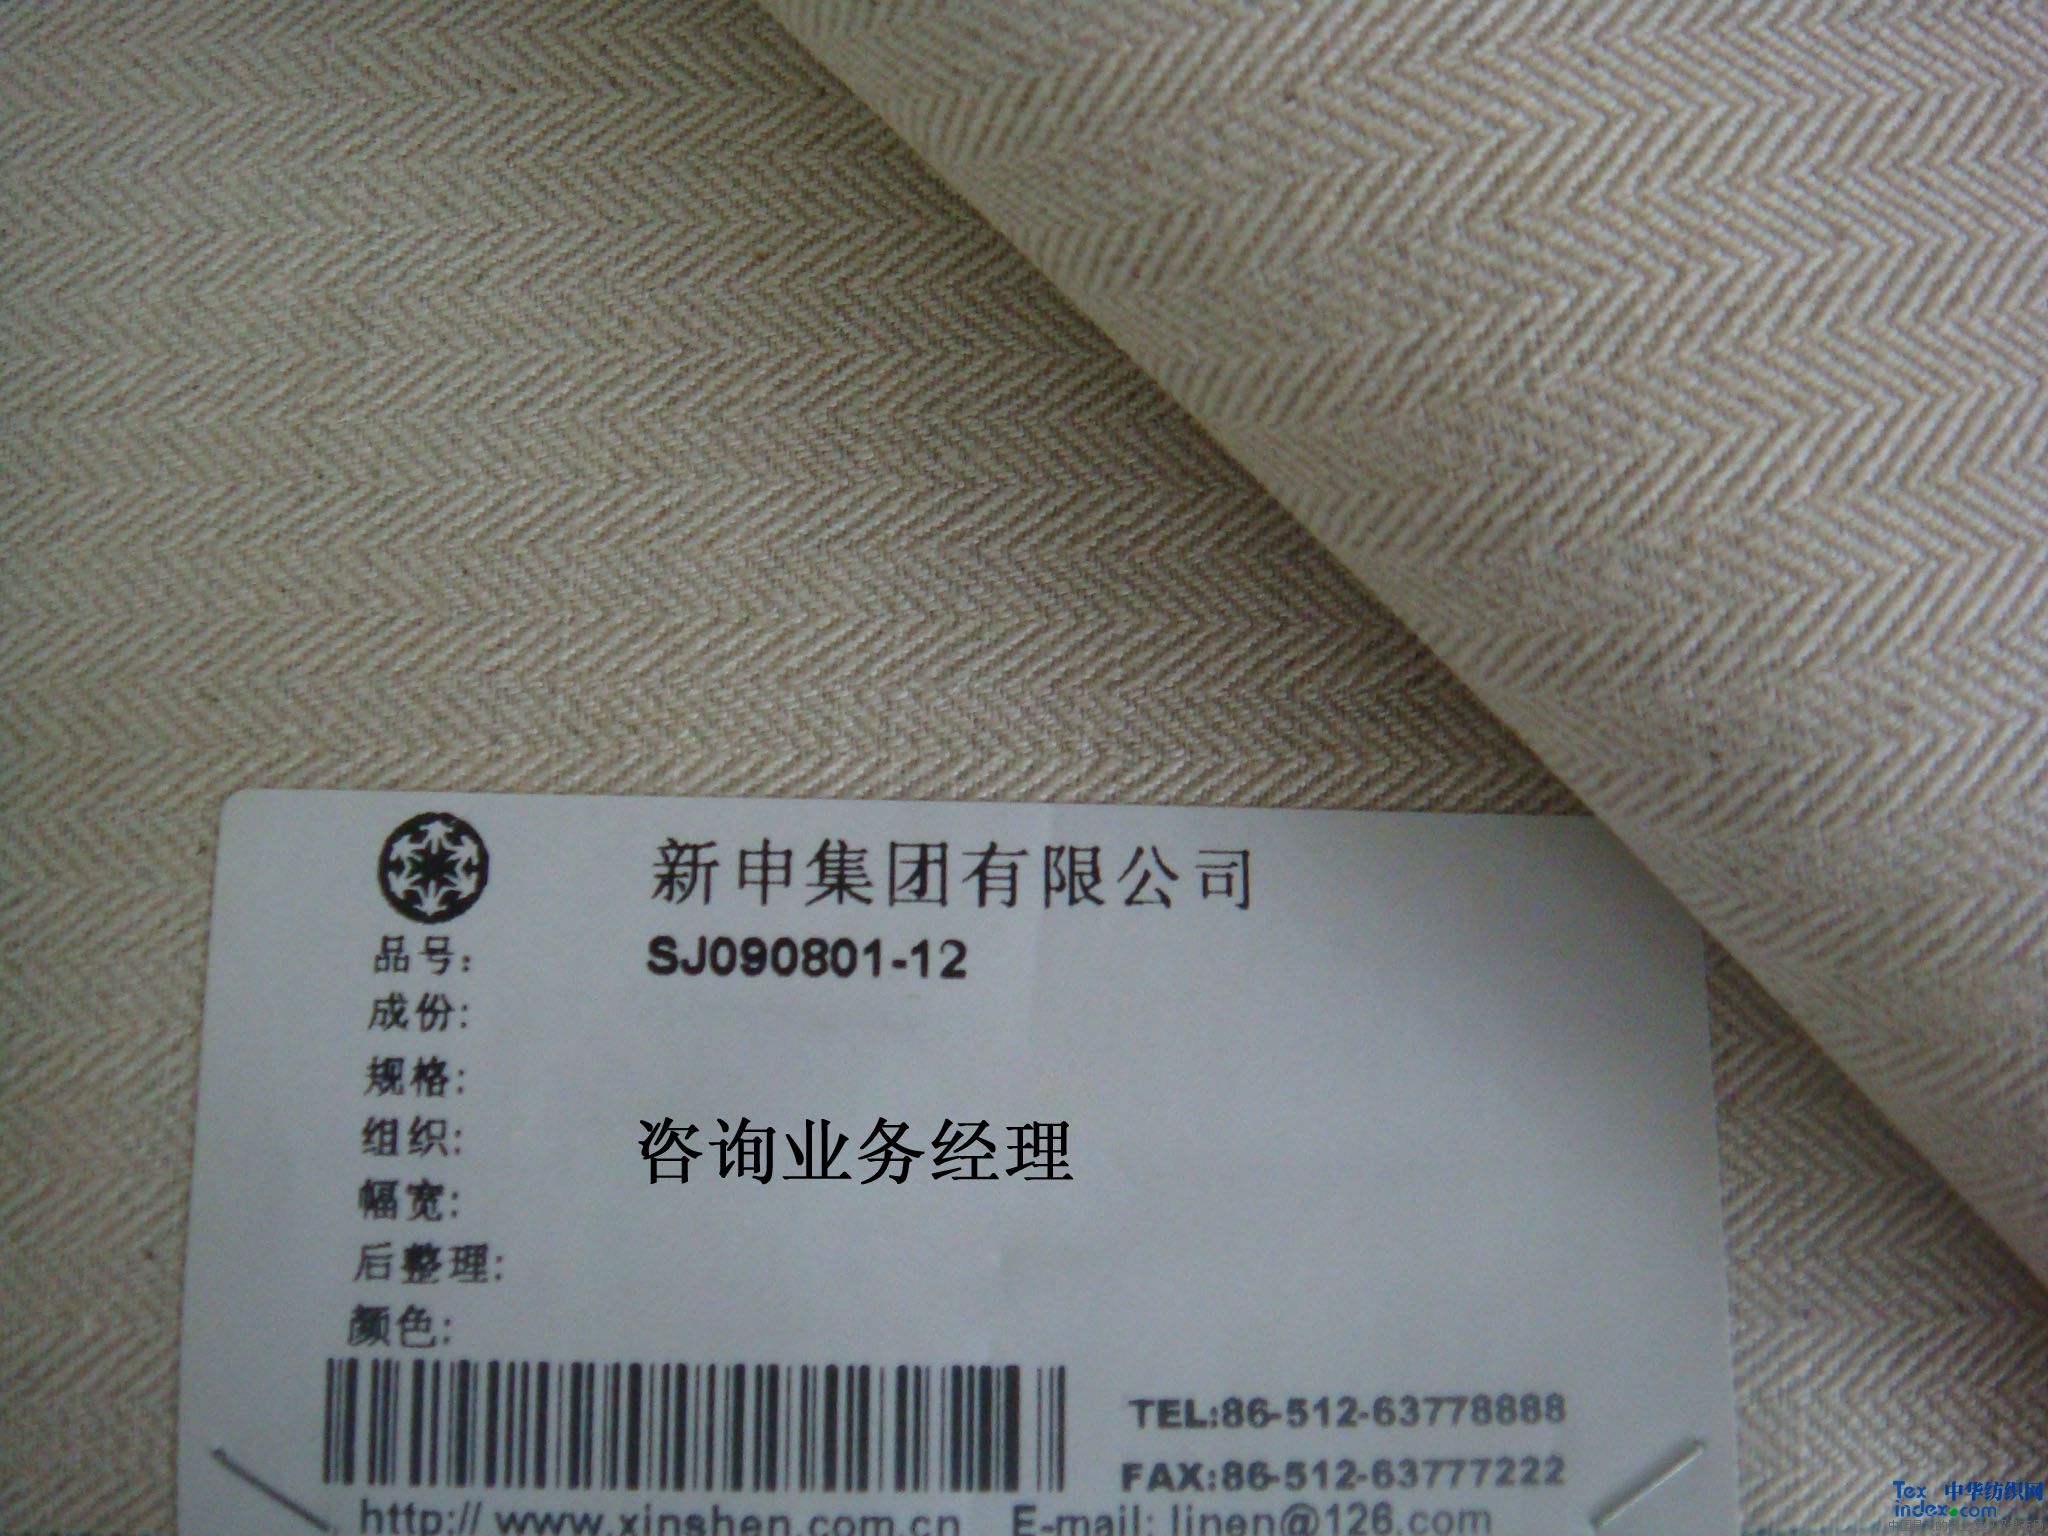 新申集团有限公司
品号: SJ090801-12
成份:
规格:
组织:
咨询业务经理
幅宽:
后整理:
颜色:
TEL:86-512-63778888
FAX:86-512-63777222
http:// www.xinshen.com.cn E-mail: linen@126.com
Tex 中华纺织网
index.com